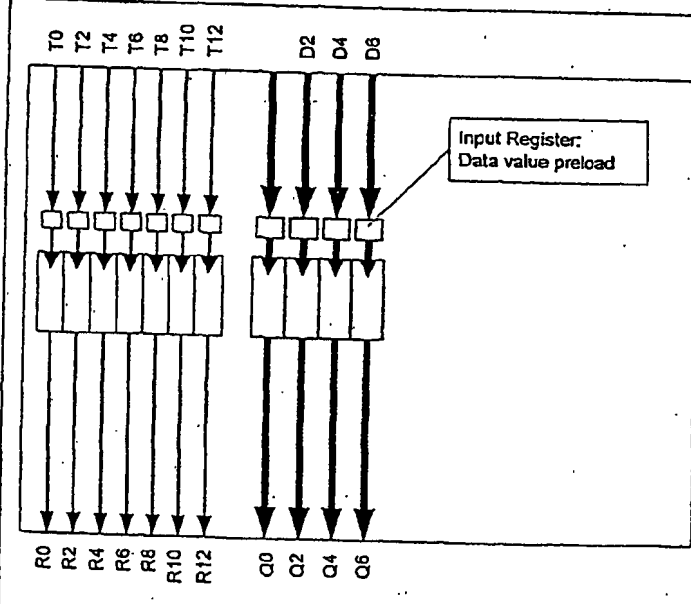 T0 T2 T4 T6 T8 T10 T12 D2 D4 D6
Input Register:
Data value preload
R0 R2 R4 R6 R8 R10 R12 Q0 Q2 Q4 Q6